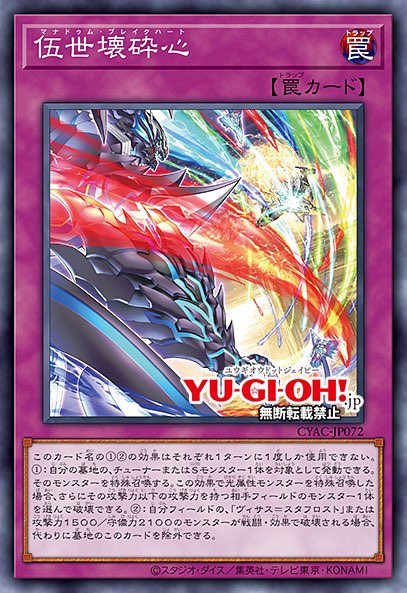 マナドゥム・ブレイクハート
伍世壊砕心
トラップ
罠
トラップ
【罠カード】
ユウギオウドットジェイピー
YU-GI-OH!.jp
無断転載禁止
CYAC-JP072
このカード名の①②の効果はそれぞれ1ターンに1度しか使用できない。
①:自分の墓地の、チューナーまたはSモンスター1体を対象として発動できる。
そのモンスターを特殊召喚する。この効果で光属性モンスターを特殊召喚した
場合、さらにその攻撃力以下の攻撃力を持つ相手フィールドのモンスター1体
を選んで破壊できる。②:自分フィールドの、「ヴィサス=スタフロスト」または
攻撃力1500/守備力2100のモンスターが戦闘・効果で破壊される場合、
代わりに墓地のこのカードを除外できる。
©スタジオ・ダイス/集英社・テレビ東京・KONAMI